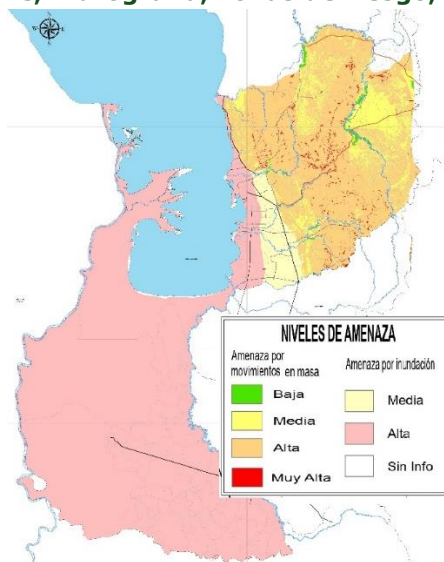 W
NIVELES DE AMENAZA
Amenaza por movimientos en masa
Baja
Media
Alta
Muy Alta
Amenaza por inundación
Media
Alta
Sin Info